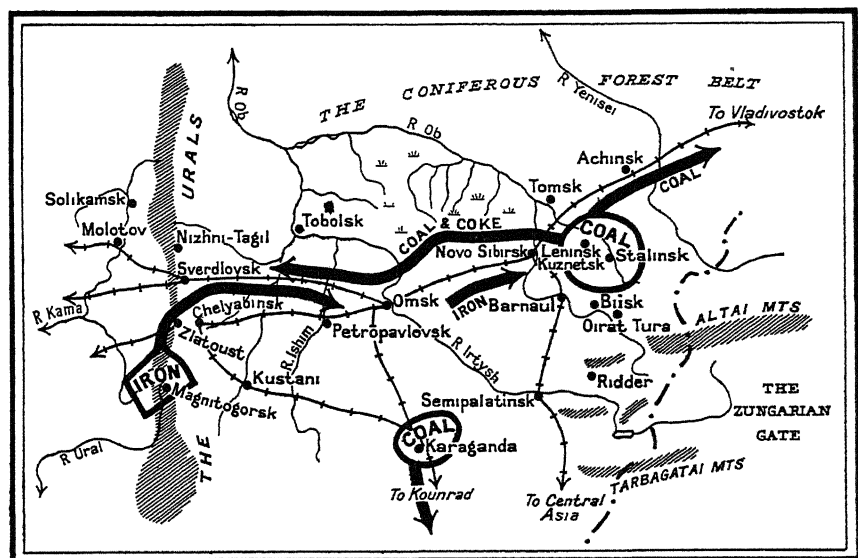 THE CONIFEROUS FOREST BELT
R Ob
R Ob
R Yenisei
To Vladivostok
THE URALS
Achinsk
COAL
Solikamsk
Tomsk
Molotov
Nizhni-Tagil
Tobolsk
COAL & COKE
COAL
Novo Sibirsk
Leninsk
Kuznetsk
Stalinsk
Sverdlovsk
R Kama
Chelyabinsk
Omsk
IRON
Barnaul
Biisk
Oirat Tura
ALTAI MTS
Zlatoust
R. Ishim
Petropavlovsk
R Irtysh
IRON
Magnitogorsk
Kustani
Ridder
Semipalatinsk
THE
ZUNGARIAN
GATE
COAL
Karaganda
R Ural
To Kounrad
To Central
Asia
TARBAGATAI MTS